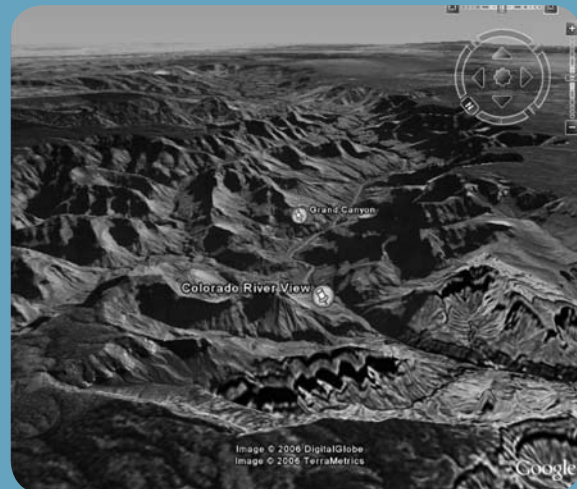 N
Grand Canyon
Colorado River View
Image © 2006 DigitalGlobe
Image © 2006 TerraMetrics
Google